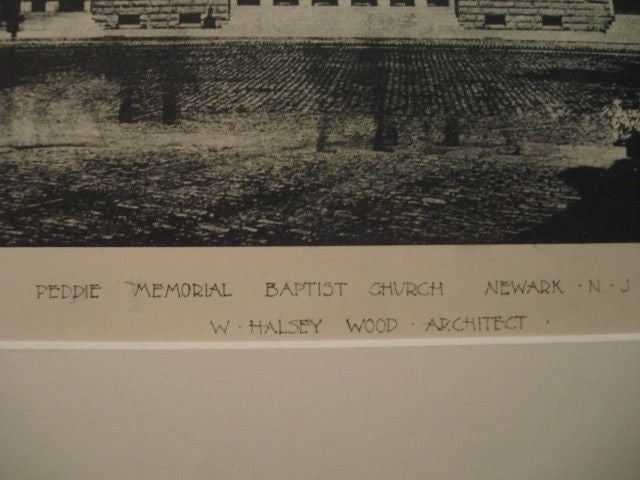 PEDDIE MEMORIAL BAPTIST CHURCH NEWARK · N · J
W · HALSEY WOOD · ARCHITECT ·